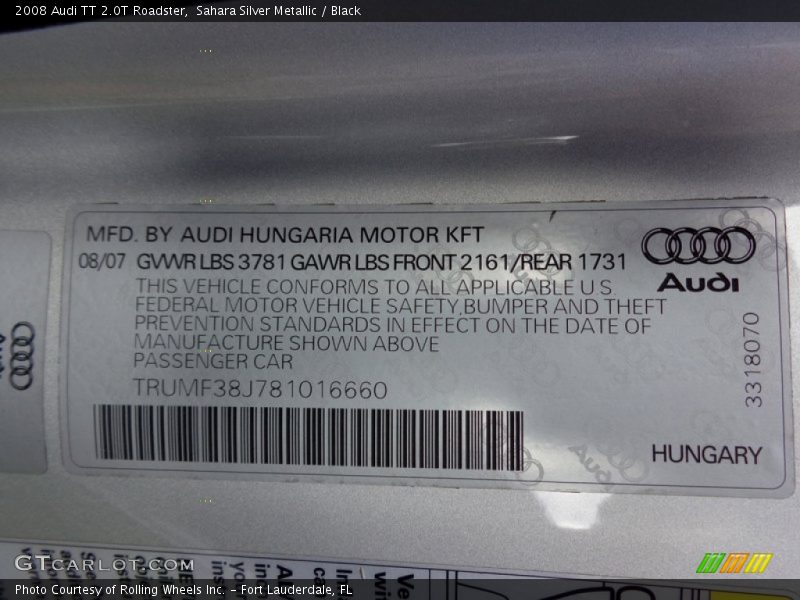 2008 Audi TT 2.0T Roadster, Sahara Silver Metallic / Black
MFD. BY AUDI HUNGARIA MOTOR KFT
08/07 GVWR LBS 3781 GAWR LBS FRONT 2161/REAR 1731
THIS VEHICLE CONFORMS TO ALL APPLICABLE U S
FEDERAL MOTOR VEHICLE SAFETY,BUMPER AND THEFT
PREVENTION STANDARDS IN EFFECT ON THE DATE OF
MANUFACTURE SHOWN ABOVE
PASSENGER CAR
TRUMF38J781016660
Audi
3318070
HUNGARY
GTCarLot.com
Photo Courtesy of Rolling Wheels Inc. - Fort Lauderdale, FL